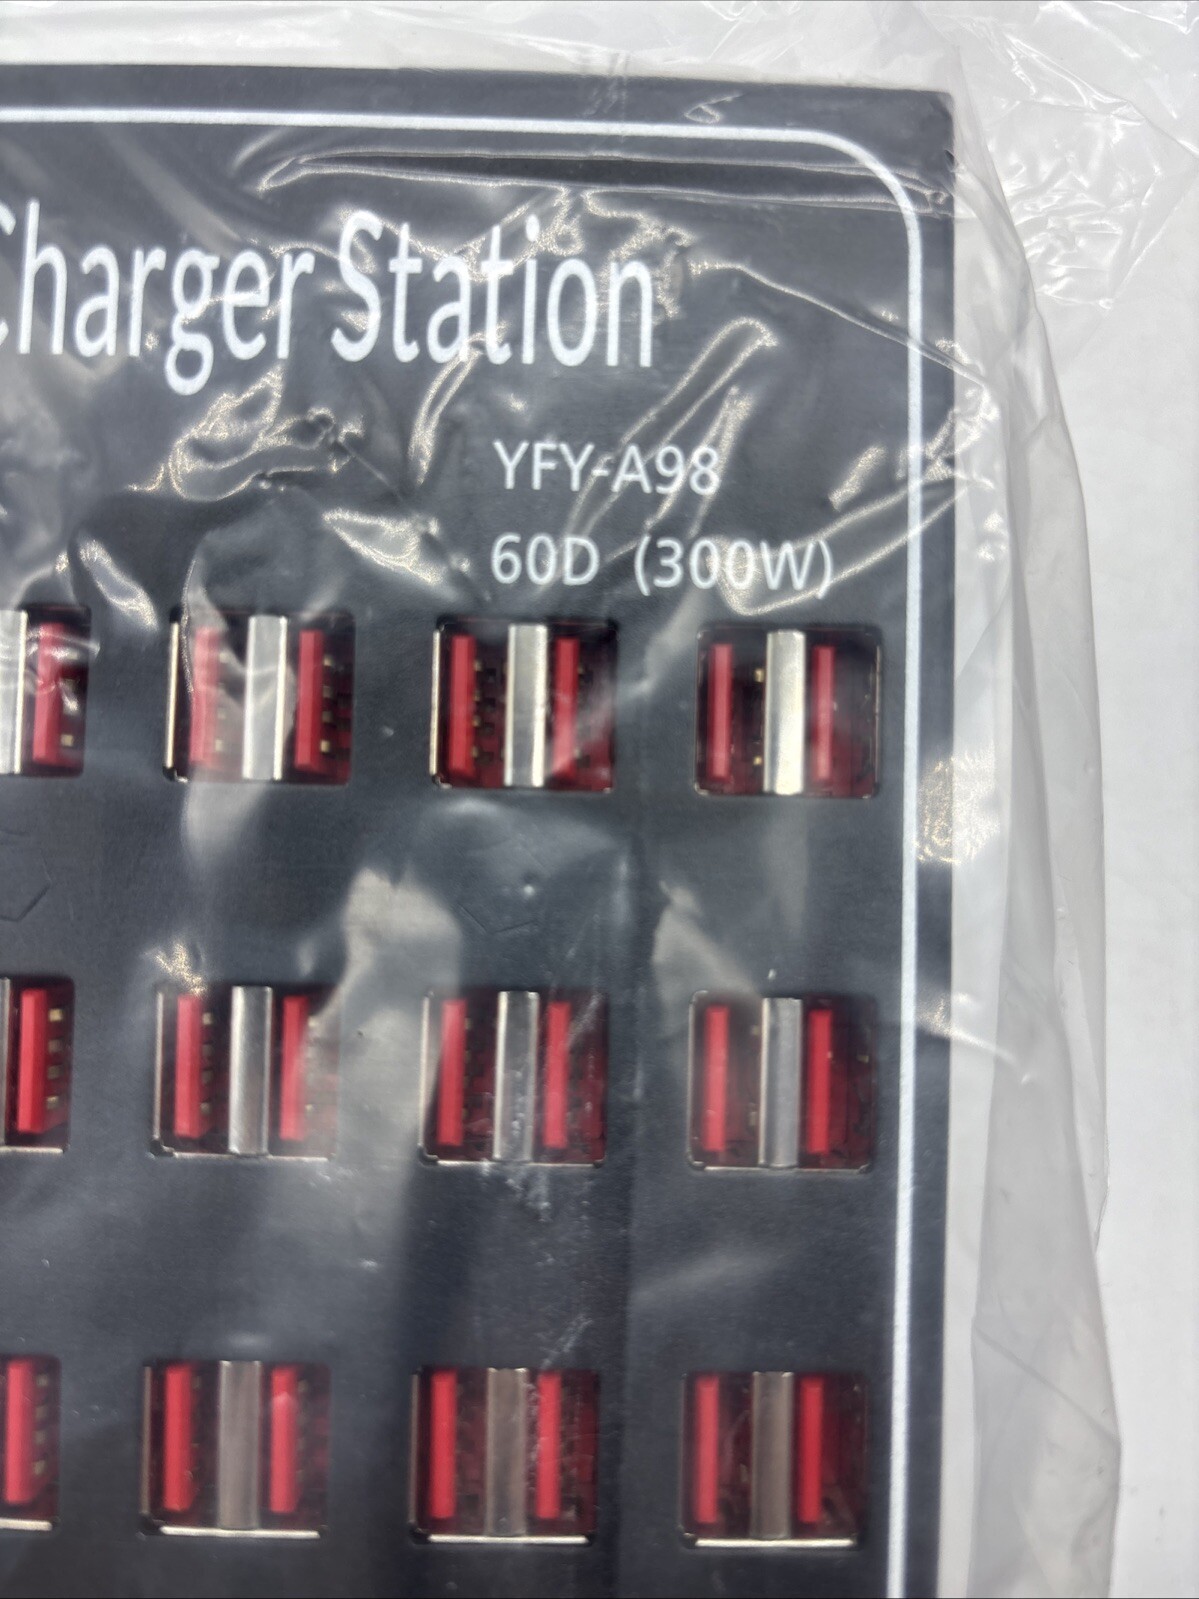 Charger Station
YFY-A98
60D (300W)